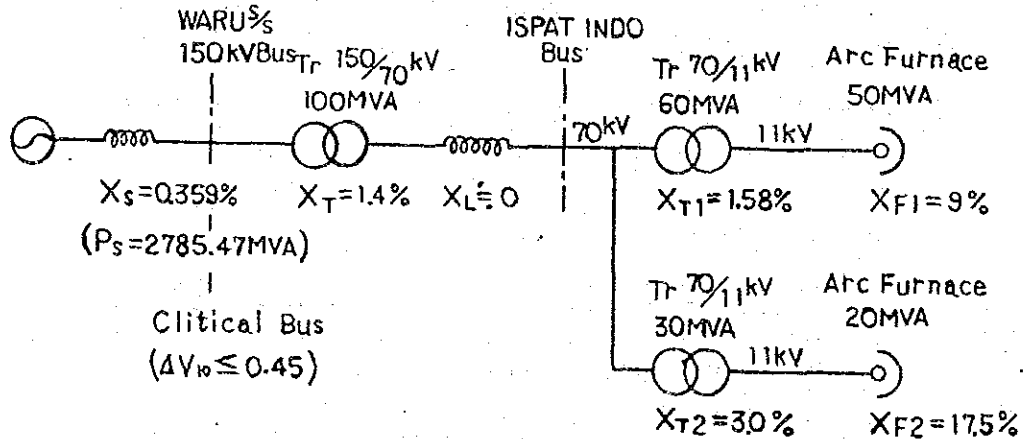 WARU S/S
150kVBus
Tr 150/70kV
100MVA
ISPAT INDO
Bus
Tr 70/11kV
60MVA
Arc Furnace
50MVA
70kV
11kV
XS=0.359%
(PS=2785.47MVA)
XT=1.4%
XL≒0
XT1=1.58%
XF1=9%
Clitical Bus
(ΔV10≦0.45)
Tr 70/11kV
30MVA
Arc Furnace
20MVA
11kV
XT2=3.0%
XF2=17.5%